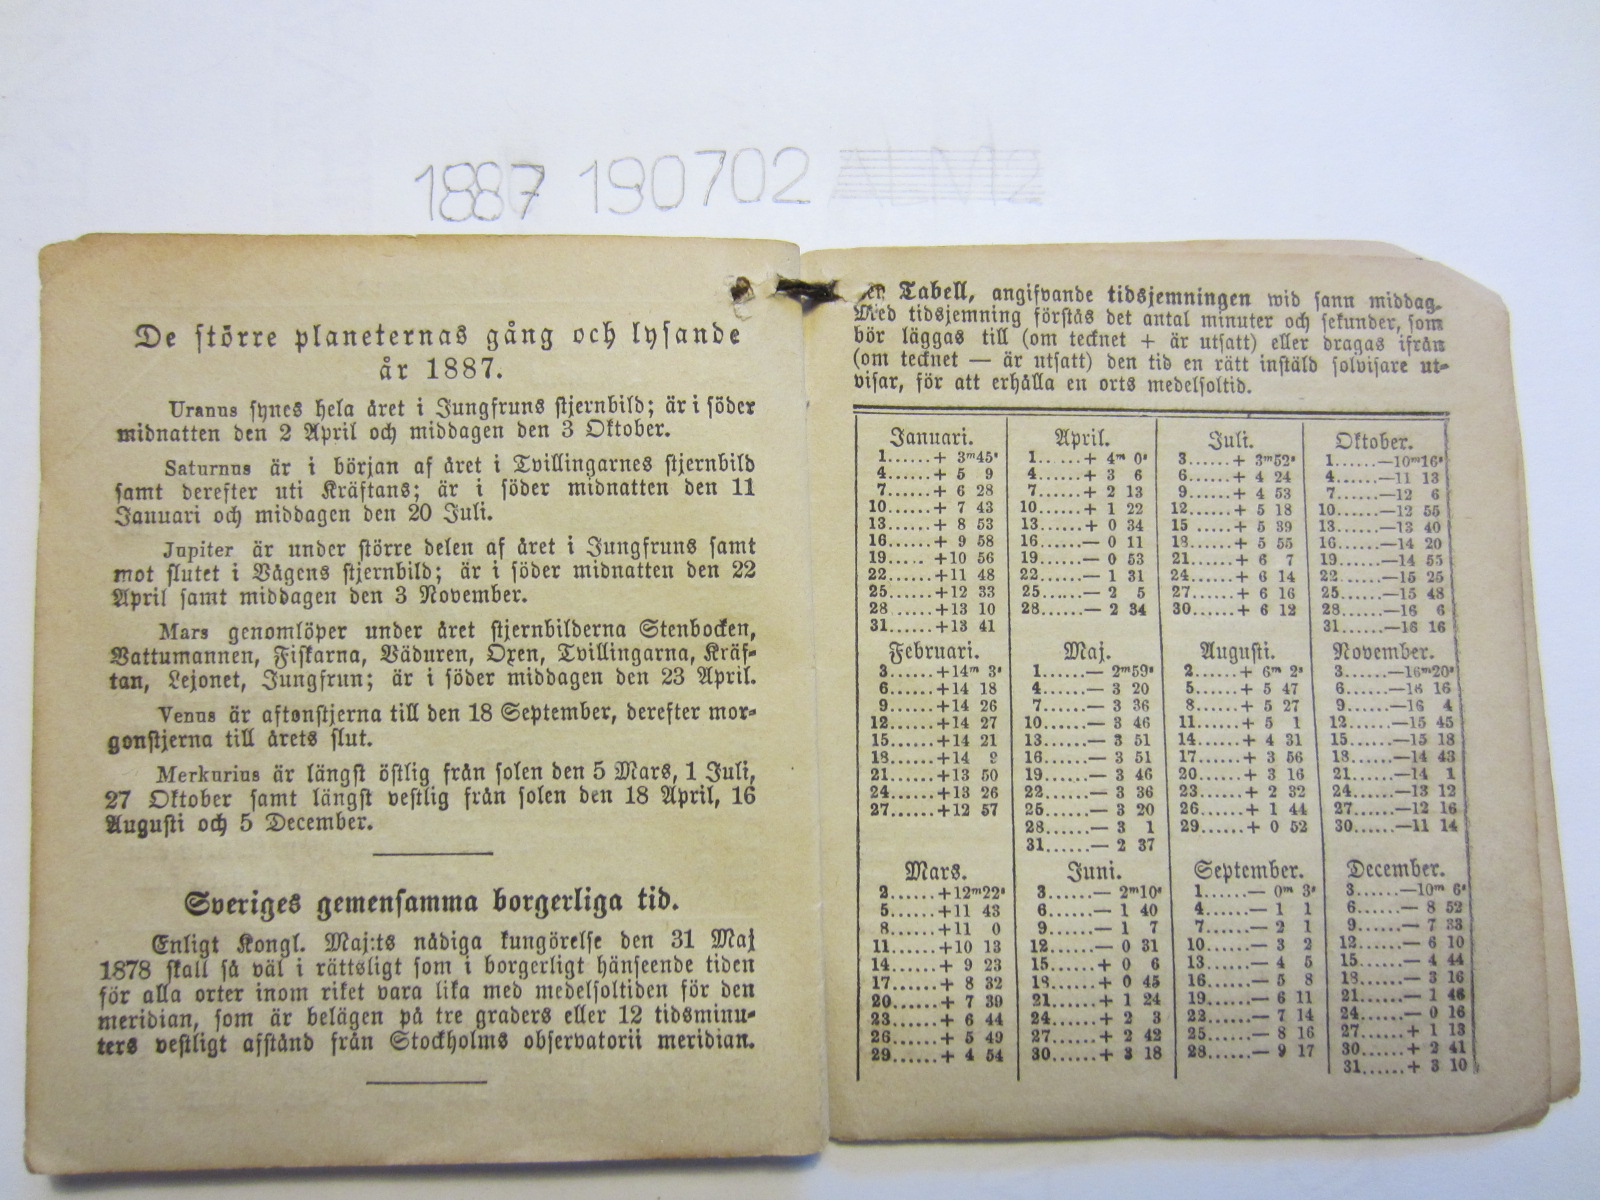 1887 190702
De större planeternas gång och lysande
år 1887.
Uranus synes hela året i Jungfruns stjernbild; är i söder
midnatten den 2 April och middagen den 3 Oktober.
Saturnus är i början af året i Tvillingarnes stjernbild
samt derefter uti Kräftans; är i söder midnatten den 11
Januari och middagen den 20 Juli.
Jupiter är under större delen af året i Jungfruns samt
mot slutet i Vågens stjernbild; är i söder midnatten den 22
April samt middagen den 3 November.
Mars genomlöper under året stjernbilderna Stenbocken,
Vattumannen, Fiskarna, Väduren, Oxen, Tvillingarna, Kräf-
tan, Lejonet, Jungfrun; är i söder middagen den 23 April.
Venus är aftonstjerna till den 18 September, derefter mor-
gonstjerna till årets slut.
Merkurius är längst östlig från solen den 5 Mars, 1 Juli,
27 Oktober samt längst vestlig från solen den 18 April, 16
Augusti och 5 December.
Sveriges gemensamma borgerliga tid.
Enligt Kongl. Maj:ts nådiga kungörelse den 31 Maj
1878 skall så väl i rättsligt som i borgerligt hänseende tiden
för alla orter inom riket vara lika med medelsoltiden för den
meridian, som är belägen på tre graders eller 12 tidsminu-
ters vestligt afstånd från Stockholms observatorii meridian.
en Tabell, angifvande tidsjemningen wid sann middag.
Med tidsjemning förstås det antal minuter och sekunder, som
bör läggas till (om tecknet + är utsatt) eller dragas ifrån
(om tecknet — är utsatt) den tid en rätt instäld solvisare ut-
visar, för att erhålla en orts medelsoltid.
Januari.
1......+ 3m45s
4......+ 5 9
7......+ 6 28
10......+ 7 43
13......+ 8 53
16......+ 9 58
19......+10 56
22......+11 48
25......+12 33
28......+13 10
31......+13 41
Februari.
3......+14m 3s
6......+14 18
9......+14 26
12......+14 27
15......+14 21
18......+14 9
21......+13 50
24......+13 26
27......+12 57
Mars.
2......+12m22s
5......+11 43
8......+11 0
11......+10 13
14......+ 9 23
17......+ 8 32
20......+ 7 39
23......+ 6 44
26......+ 5 49
29......+ 4 54
April.
1......+ 4m 0s
4......+ 3 6
7......+ 2 13
10......+ 1 22
13......+ 0 34
16......— 0 11
19......— 0 53
22......— 1 31
25......— 2 5
28......— 2 34
Maj.
1......— 2m59s
4......— 3 20
7......— 3 36
10......— 3 46
13......— 3 51
16......— 3 51
19......— 3 46
22......— 3 36
25......— 3 20
28......— 3 1
31......— 2 37
Juni.
3......— 2m10s
6......— 1 40
9......— 1 7
12......— 0 31
15......+ 0 6
18......+ 0 45
21......+ 1 24
24......+ 2 3
27......+ 2 42
30......+ 3 18
Juli.
3......+ 3m52s
6......+ 4 24
9......+ 4 53
12......+ 5 18
15......+ 5 39
18......+ 5 55
21......+ 6 7
24......+ 6 14
27......+ 6 16
30......+ 6 12
Augusti.
2......+ 6m 2s
5......+ 5 47
8......+ 5 27
11......+ 5 1
14......+ 4 31
17......+ 3 56
20......+ 3 16
23......+ 2 32
26......+ 1 44
29......+ 0 52
September.
1......— 0m 3s
4......— 1 1
7......— 2 1
10......— 3 2
13......— 4 5
16......— 5 8
19......— 6 11
22......— 7 14
25......— 8 16
28......— 9 17
Oktober.
1......—10m16s
4......—11 13
7......—12 6
10......—12 55
13......—13 40
16......—14 20
19......—14 55
22......—15 25
25......—15 48
28......—16 6
31......—16 16
November.
3......—16m20s
6......—16 16
9......—16 4
12......—15 45
15......—15 18
18......—14 43
21......—14 1
24......—13 12
27......—12 16
30......—11 14
December.
3......—10m 6s
6......— 8 52
9......— 7 33
12......— 6 10
15......— 4 44
18......— 3 16
21......— 1 46
24......— 0 16
27......+ 1 13
30......+ 2 41
31......+ 3 10